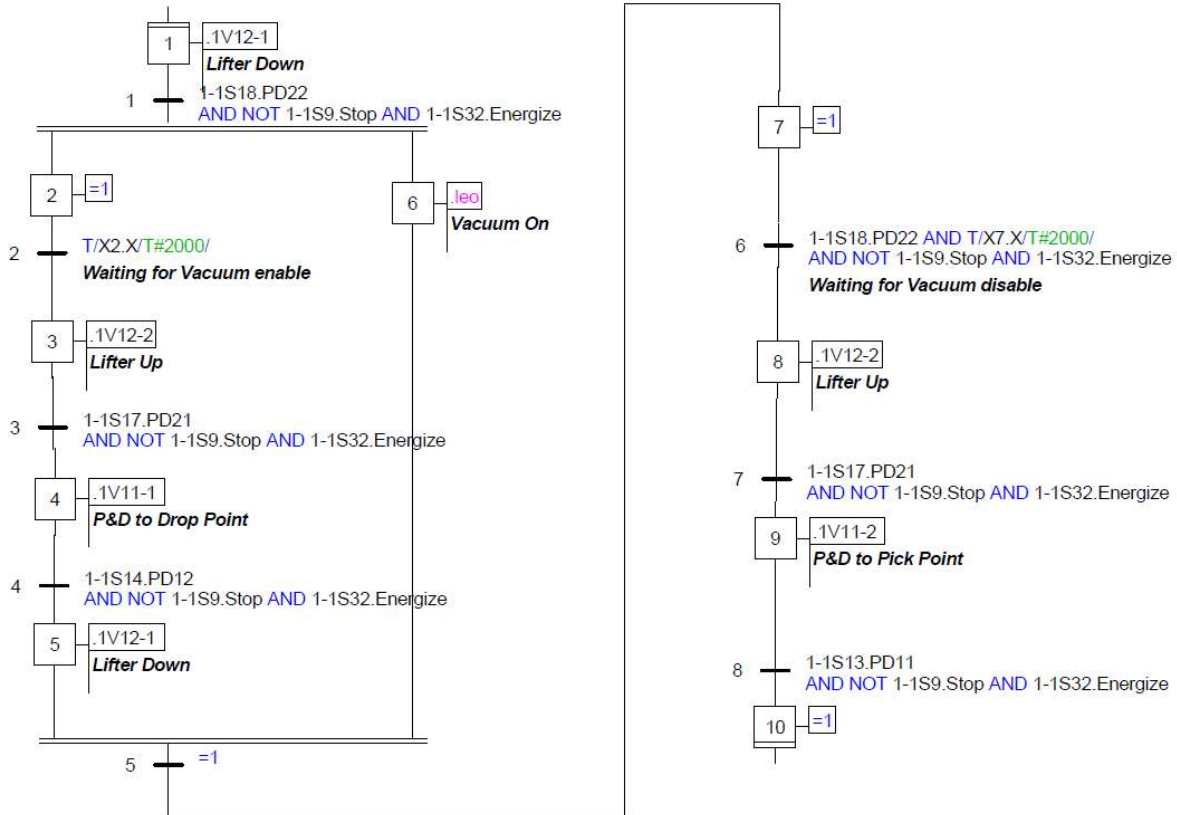 1
.1V12-1
Lifter Down
1
1-1S18.PD22
AND NOT 1-1S9.Stop AND 1-1S32.Energize
2
=1
6
.leo
Vacuum On
2
T/X2.X/T#2000/
Waiting for Vacuum enable
3
.1V12-2
Lifter Up
3
1-1S17.PD21
AND NOT 1-1S9.Stop AND 1-1S32.Energize
4
.1V11-1
P&D to Drop Point
4
1-1S14.PD12
AND NOT 1-1S9.Stop AND 1-1S32.Energize
5
.1V12-1
Lifter Down
5
=1
7
=1
6
1-1S18.PD22 AND T/X7.X/T#2000/
AND NOT 1-1S9.Stop AND 1-1S32.Energize
Waiting for Vacuum disable
8
.1V12-2
Lifter Up
7
1-1S17.PD21
AND NOT 1-1S9.Stop AND 1-1S32.Energize
9
.1V11-2
P&D to Pick Point
8
1-1S13.PD11
AND NOT 1-1S9.Stop AND 1-1S32.Energize
10
=1